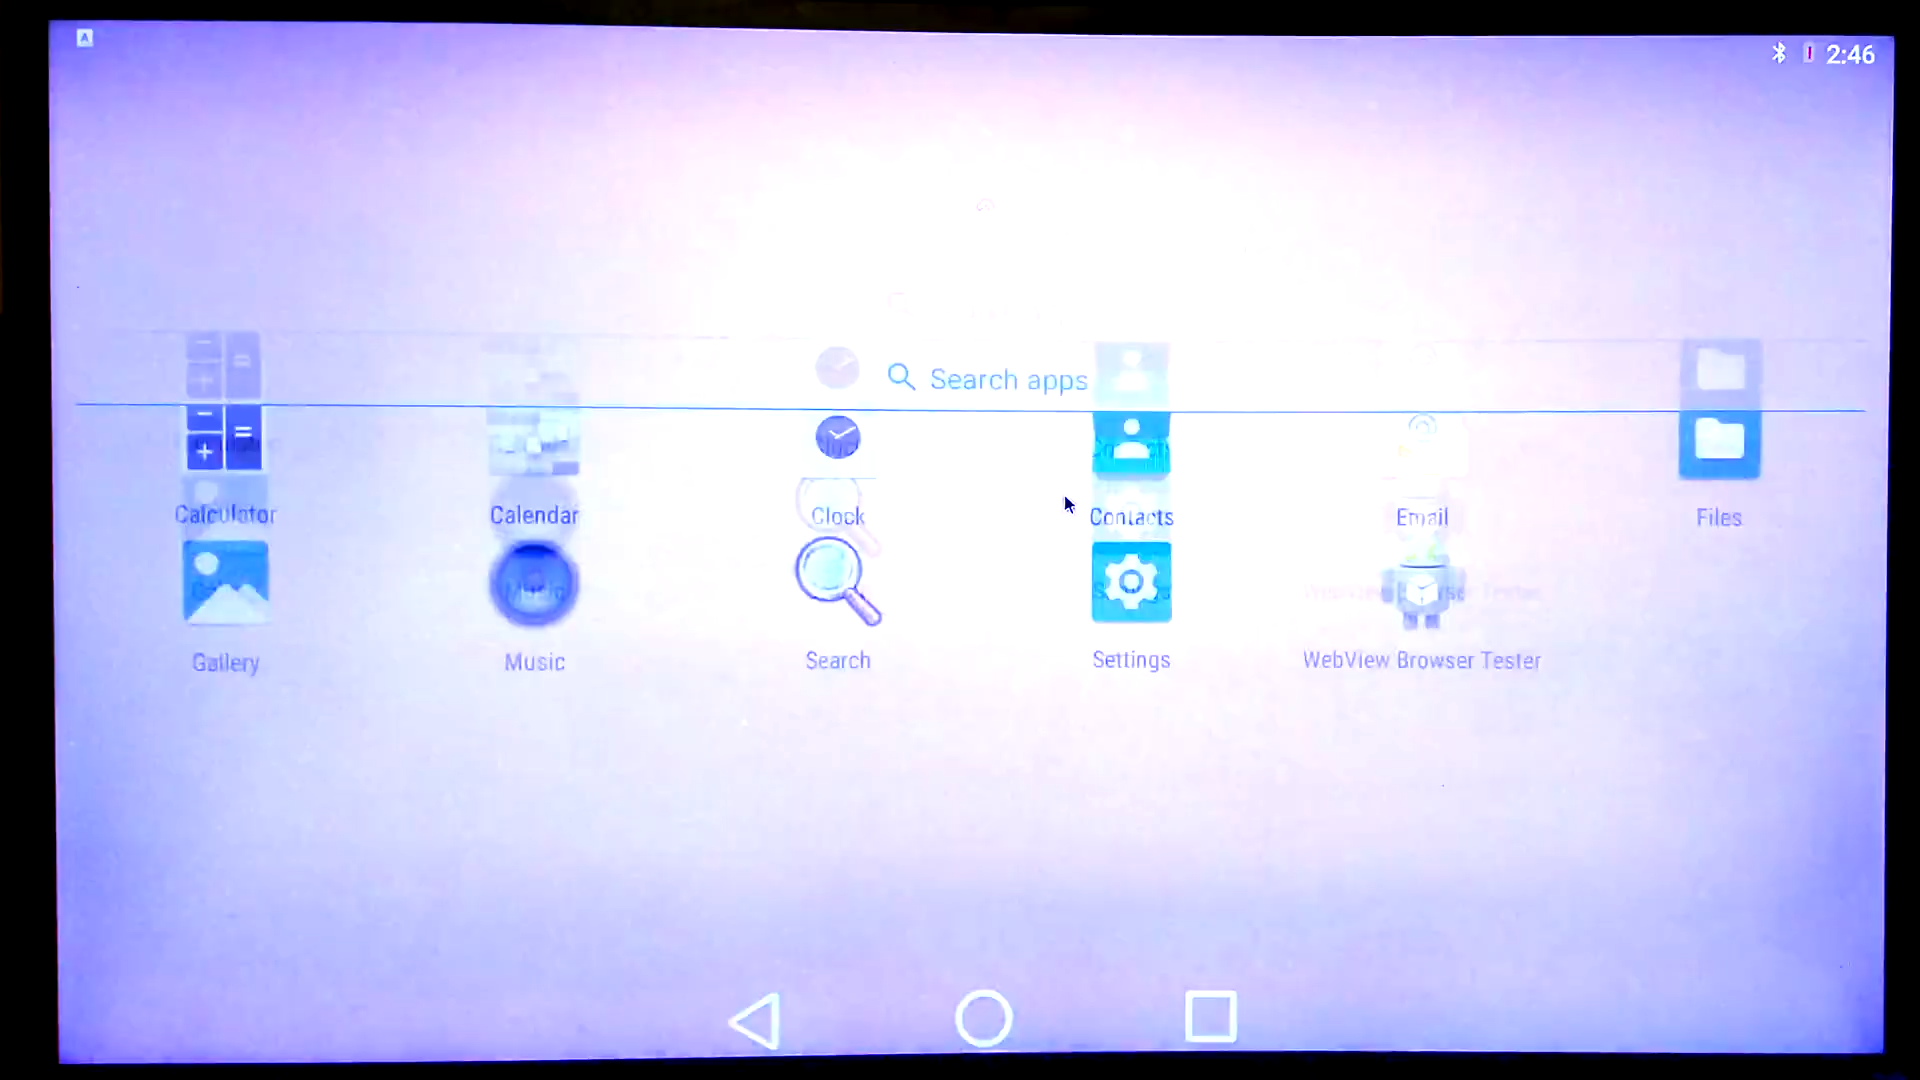 A
2:46
Search apps
Calculator Calendar Clock Contacts Email Files
Gallery Music Search Settings WebView Browser Tester